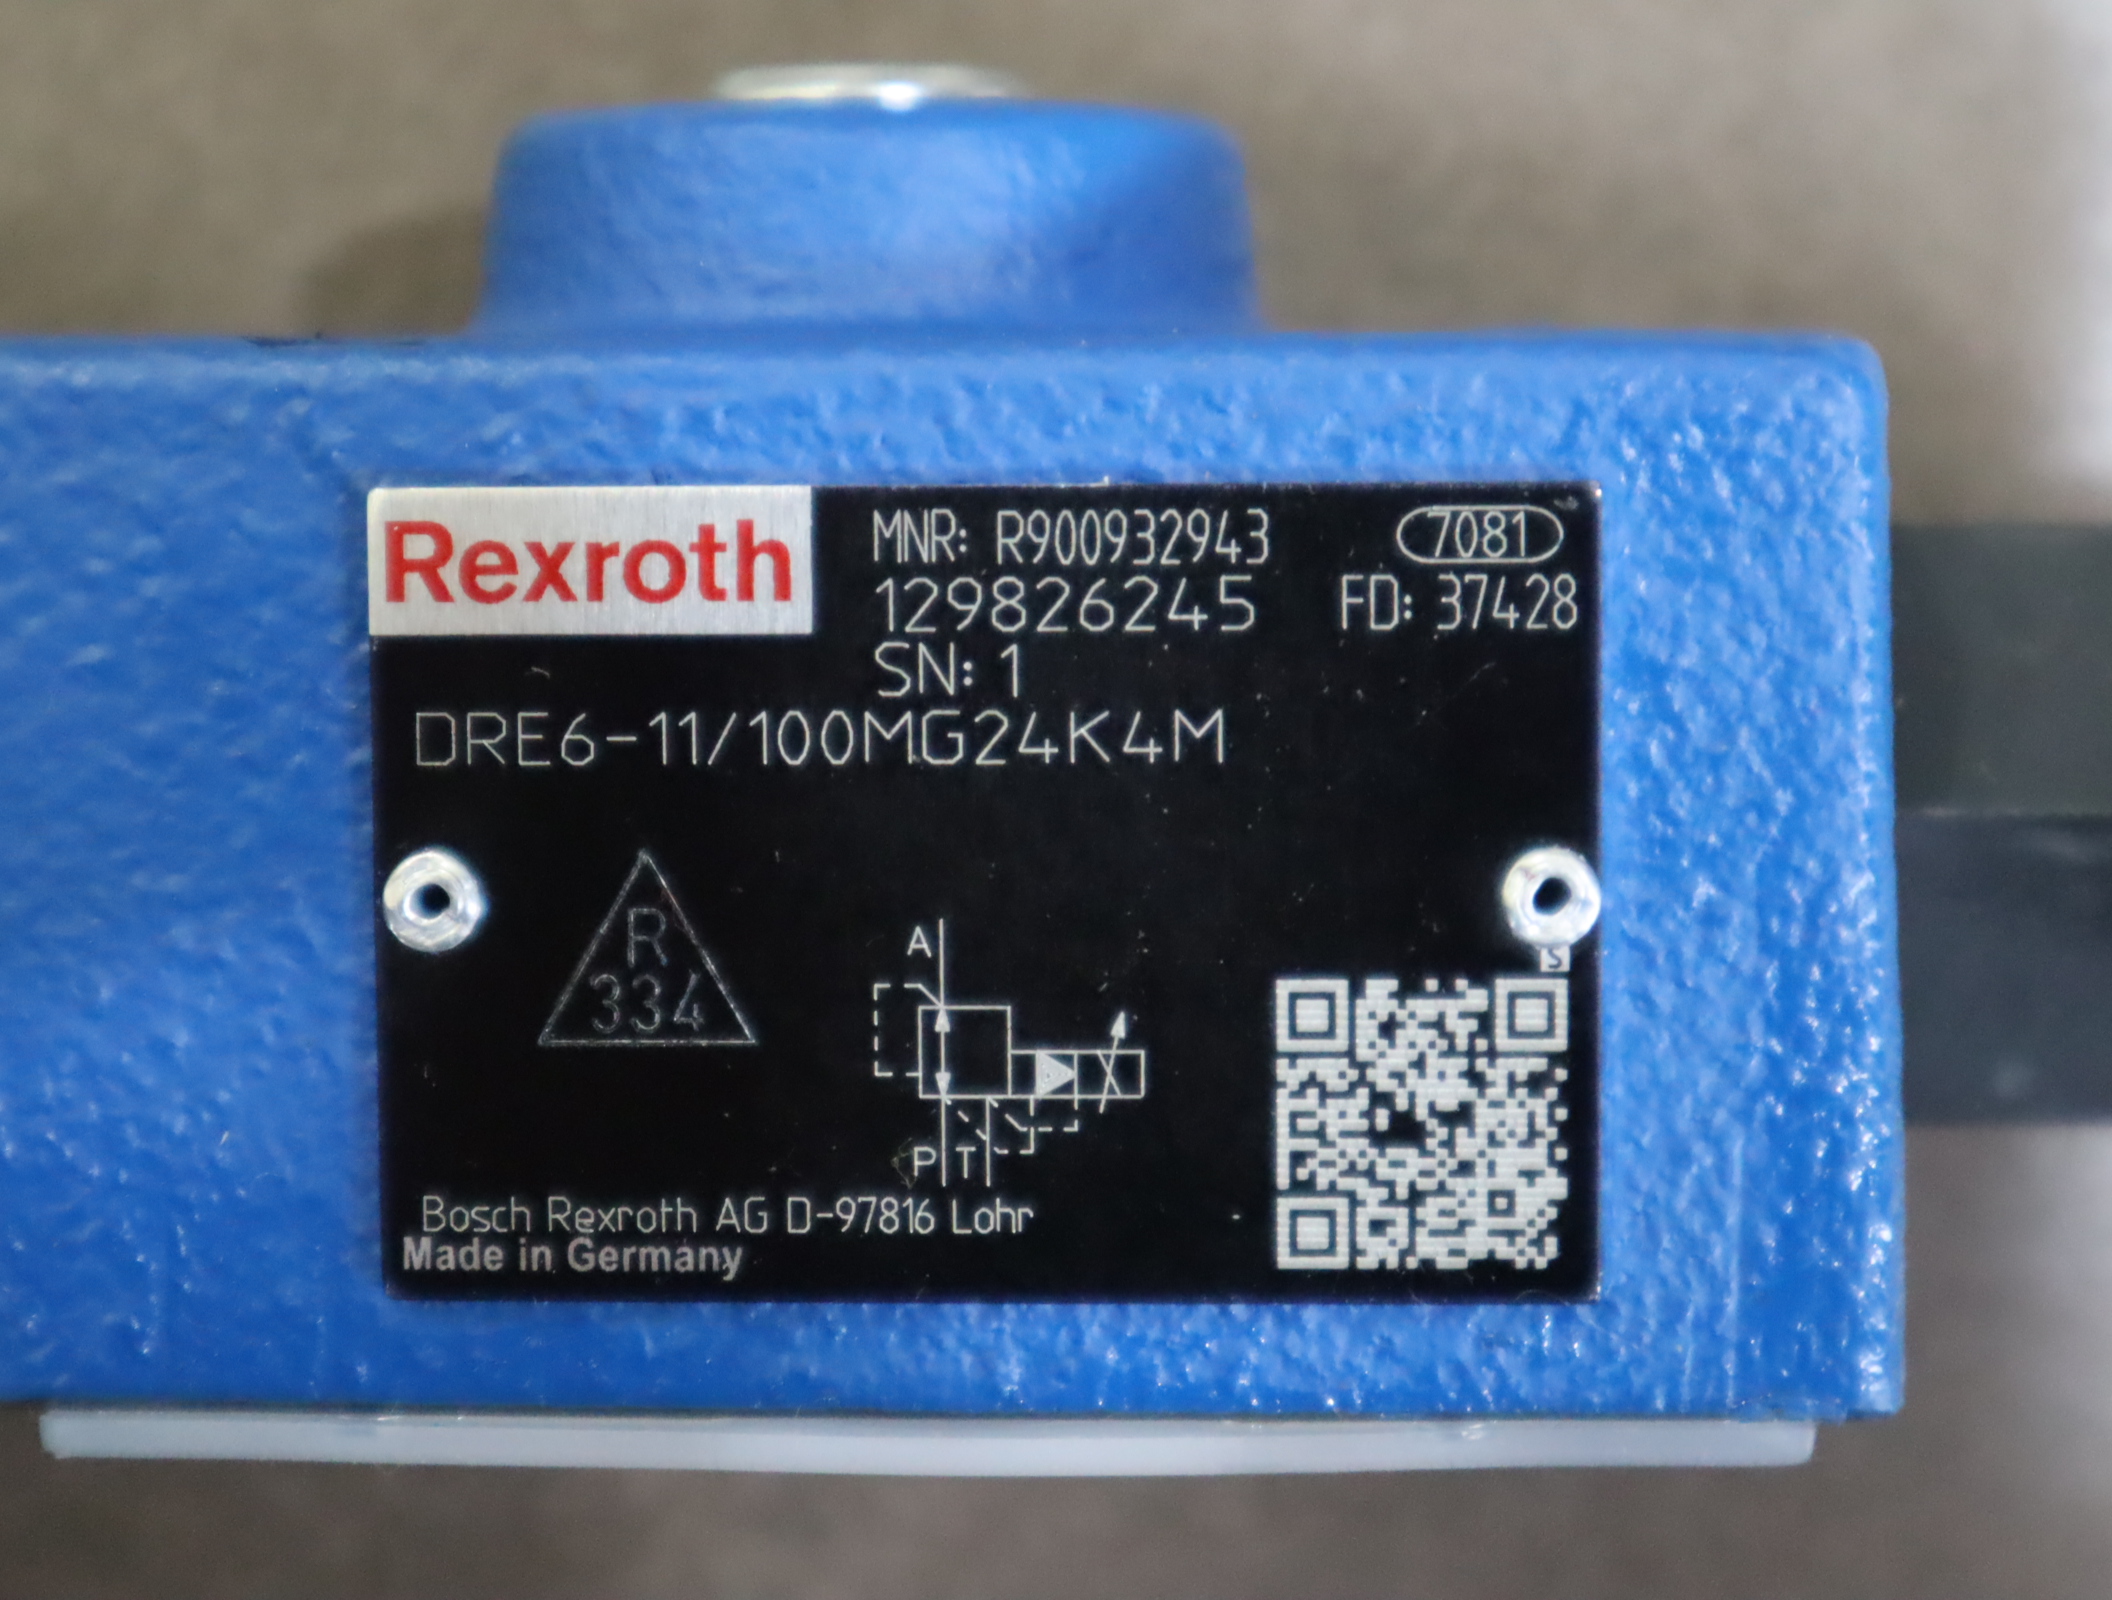 Rexroth
MNR: R900932943
7081
129826245
FD: 37428
SN: 1
DRE6-11/100MG24K4M
R
334
A
P T
S
Bosch Rexroth AG D-97816 Lohr
Made in Germany